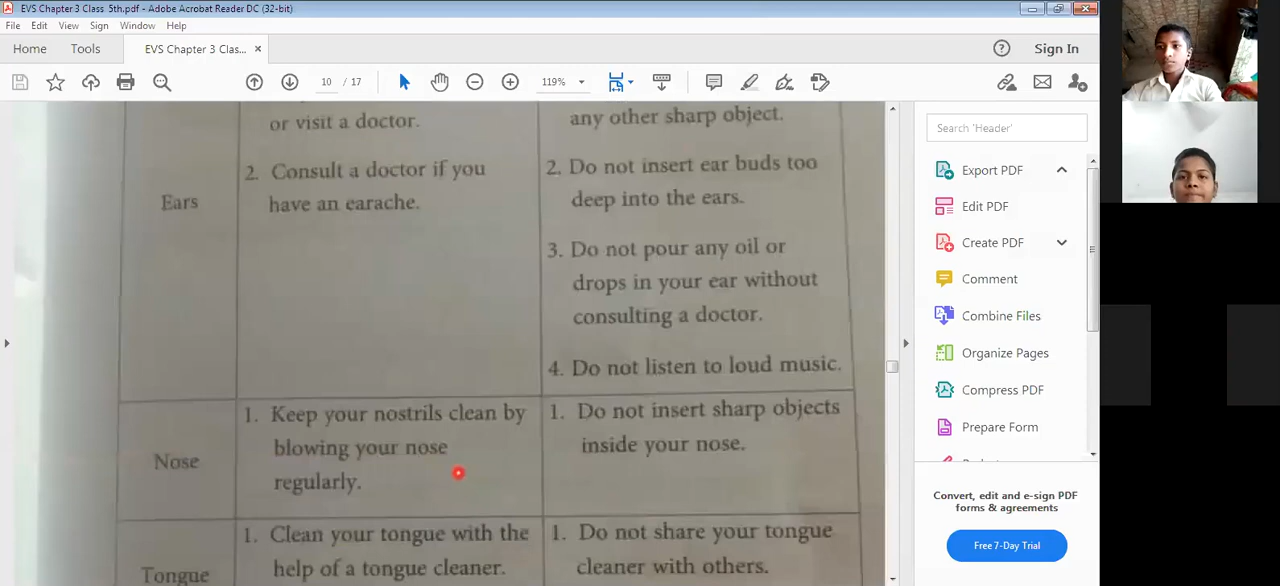 EVS Chapter 3 Class 5th.pdf - Adobe Acrobat Reader DC (32-bit)
File Edit View Sign Window Help
Home Tools EVS Chapter 3 Clas... ×
? Sign In
10 / 17 119%
or visit a doctor.
2. Consult a doctor if you
have an earache.
Ears
any other sharp object.
2. Do not insert ear buds too
deep into the ears.
3. Do not pour any oil or
drops in your ear without
consulting a doctor.
4. Do not listen to loud music.
Nose
1. Keep your nostrils clean by
blowing your nose
regularly.
1. Do not insert sharp objects
inside your nose.
Tongue
1. Clean your tongue with the
help of a tongue cleaner.
1. Do not share your tongue
cleaner with others.
Search 'Header'
Export PDF
Edit PDF
Create PDF
Comment
Combine Files
Organize Pages
Compress PDF
Prepare Form
Convert, edit and e-sign PDF
forms & agreements
Free 7-Day Trial